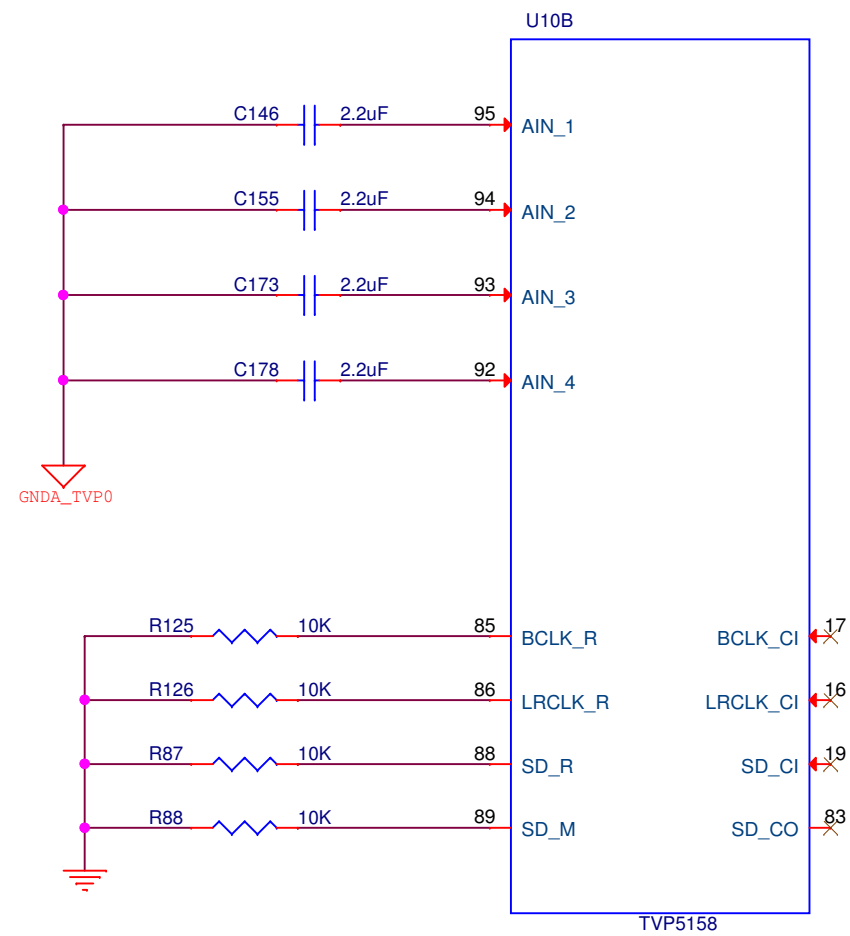 U10B
C146 2.2uF 95 AIN_1
C155 2.2uF 94 AIN_2
C173 2.2uF 93 AIN_3
C178 2.2uF 92 AIN_4
GNDA_TVP0
R125 10K 85 BCLK_R BCLK_CI 17
R126 10K 86 LRCLK_R LRCLK_CI 16
R87 10K 88 SD_R SD_CI 19
R88 10K 89 SD_M SD_CO 83
TVP5158